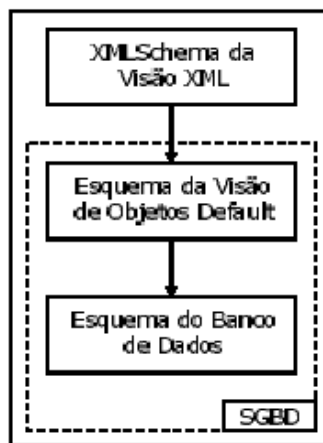 XMLSchema da
Visão XML
Esquema da Visão
de Objetos Default
Esquema do Banco
de Dados
SGBD